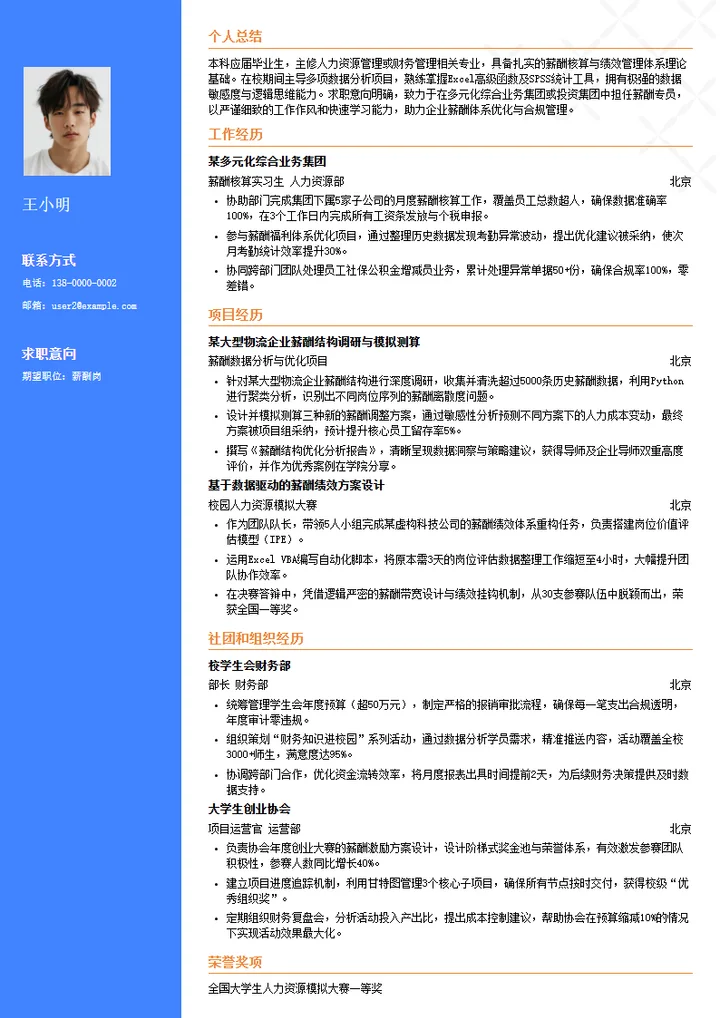 王小明
联系方式
电话：138-0000-0002
邮箱：user2@example.com
求职意向
期望职位：薪酬岗
个人总结
本科应届毕业生，主修人力资源管理或财务管理相关专业，具备扎实的薪酬核算与绩效管理体系理论
基础。在校期间主导多项数据分析项目，熟练掌握Excel高级函数及SPSS统计工具，拥有极强的数据
敏感度与逻辑思维能力。求职意向明确，致力于在多元化综合业务集团或投资集团中担任薪酬专员，
以严谨细致的工作作风和快速学习能力，助力企业薪酬体系优化与合规管理。
工作经历
某多元化综合业务集团
薪酬核算实习生 人力资源部 北京
• 协助部门完成集团下属5家子公司的月度薪酬核算工作，覆盖员工总数超人，确保数据准确率
100%，在3个工作日内完成所有工资条发放与个税申报。
• 参与薪酬福利体系优化项目，通过整理历史数据发现考勤异常波动，提出优化建议被采纳，使次
月考勤统计效率提升30%。
• 协同跨部门团队处理员工社保公积金增减员业务，累计处理异常单据50+份，确保合规率100%，零
差错。
项目经历
某大型物流企业薪酬结构调研与模拟测算
薪酬数据分析与优化项目 北京
• 针对某大型物流企业薪酬结构进行深度调研，收集并清洗超过5000条历史薪酬数据，利用Python
进行聚类分析，识别出不同岗位序列的薪酬离散度问题。
• 设计并模拟测算三种新的薪酬调整方案，通过敏感性分析预测不同方案下的人力成本变动，最终
方案被项目组采纳，预计提升核心员工留存率5%。
• 撰写《薪酬结构优化分析报告》，清晰呈现数据洞察与策略建议，获得导师及企业导师双重高度
评价，并作为优秀案例在学院分享。
基于数据驱动的薪酬绩效方案设计
校园人力资源模拟大赛 北京
• 作为团队队长，带领5人小组完成某虚构科技公司的薪酬绩效体系重构任务，负责搭建岗位价值评
估模型（IPE）。
• 运用Excel VBA编写自动化脚本，将原本需3天的岗位评估数据整理工作缩短至4小时，大幅提升团
队协作效率。
• 在决赛答辩中，凭借逻辑严密的薪酬带宽设计与绩效挂钩机制，从30支参赛队伍中脱颖而出，荣
获全国一等奖。
社团和组织经历
校学生会财务部
部长 财务部 北京
• 统筹管理学生会年度预算（超50万元），制定严格的报销审批流程，确保每一笔支出合规透明，
年度审计零违规。
• 组织策划“财务知识进校园”系列活动，通过数据分析学员需求，精准推送内容，活动覆盖全校
3000+师生，满意度达95%。
• 协调跨部门合作，优化资金流转效率，将月度报表出具时间提前2天，为后续财务决策提供及时数
据支持。
大学生创业协会
项目运营官 运营部 北京
• 负责协会年度创业大赛的薪酬激励方案设计，设计阶梯式奖金池与荣誉体系，有效激发参赛团队
积极性，参赛人数同比增长40%。
• 建立项目进度追踪机制，利用甘特图管理3个核心子项目，确保所有节点按时交付，获得校级“优
秀组织奖”。
• 定期组织财务复盘会，分析活动投入产出比，提出成本控制建议，帮助协会在预算缩减10%的情况
下实现活动效果最大化。
荣誉奖项
全国大学生人力资源模拟大赛一等奖